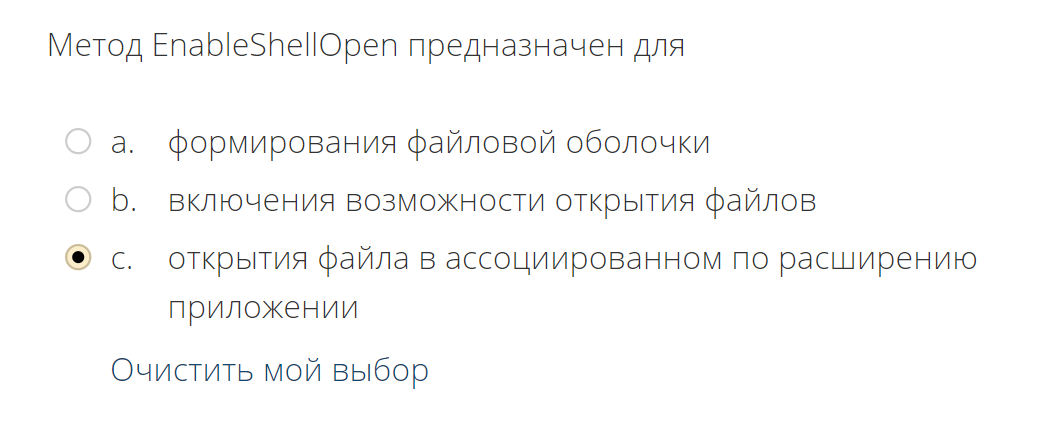 Метод EnableShellOpen предназначен для
a. формирования файловой оболочки
b. включения возможности открытия файлов
c. открытия файла в ассоциированном по расширению
приложении
Очистить мой выбор